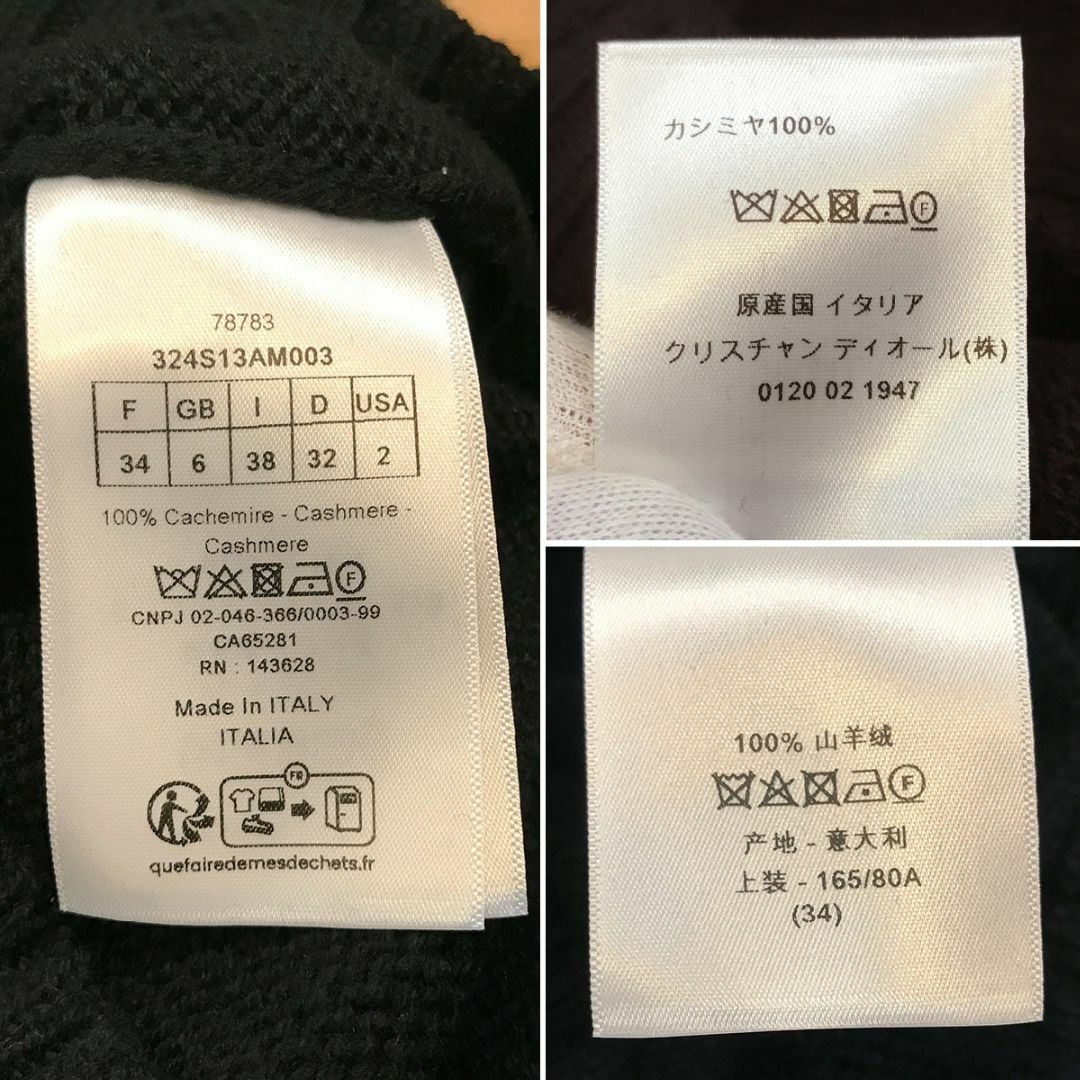 78783
324S13AM003
F GB I D USA
34 6 38 32 2
100% Cachemire - Cashmere -
Cashmere
F
CNPJ 02-046-366/0003-99
CA65281
RN : 143628
Made In ITALY
ITALIA
FR
quefairedemesdechets.fr
カシミヤ100%
F
原産国 イタリア
クリスチャン ディオール(株)
0120 02 1947
100% 山羊绒
F
产地 - 意大利
上装 - 165/80A
(34)